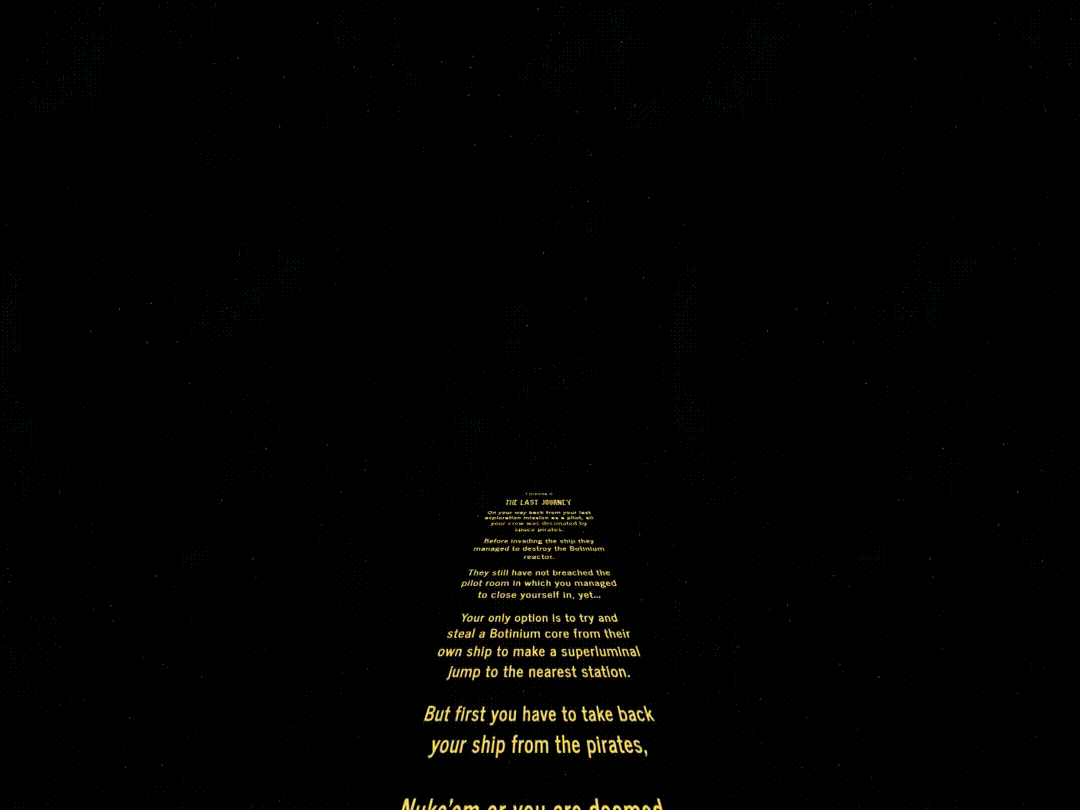 THE LAST JOURNEY
On your way back from your last
exploration mission as a pilot, all
your crew was decimated by
space pirates.
Before invading the ship they
managed to destroy the Botinium
reactor.
They still have not breached the
pilot room in which you managed
to close yourself in, yet...
Your only option is to try and
steal a Botinium core from their
own ship to make a superluminal
jump to the nearest station.
But first you have to take back
your ship from the pirates,
Nuke'em or you are doomed